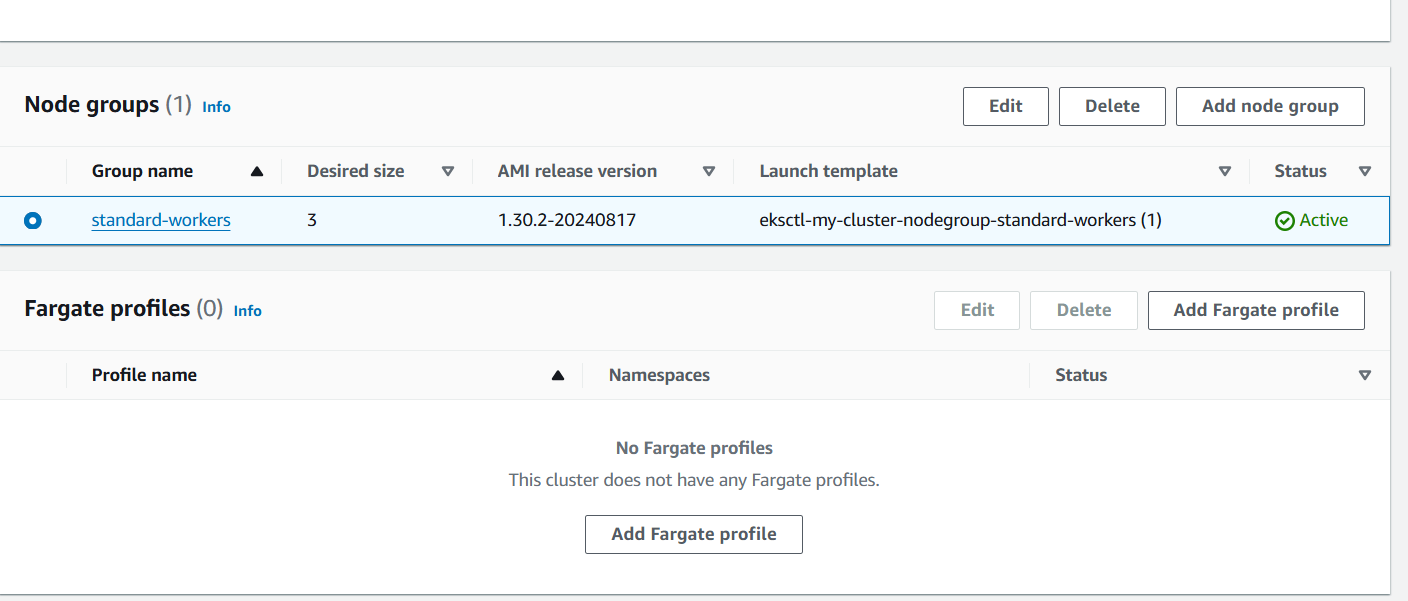 Node groups (1) Info
Edit Delete Add node group
Group name Desired size AMI release version Launch template Status
standard-workers 3 1.30.2-20240817 eksctl-my-cluster-nodegroup-standard-workers (1) Active
Fargate profiles (0) Info
Edit Delete Add Fargate profile
Profile name Namespaces Status
No Fargate profiles
This cluster does not have any Fargate profiles.
Add Fargate profile